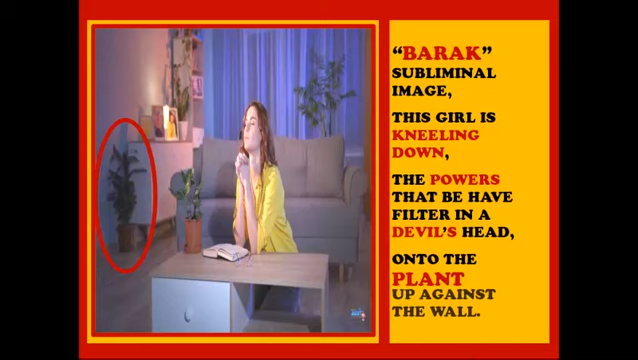 “BARAK”
SUBLIMINAL
IMAGE,
THIS GIRL IS
KNEELING
DOWN,
THE POWERS
THAT BE HAVE
FILTER IN A
DEVIL’S HEAD,
ONTO THE
PLANT
UP AGAINST
THE WALL.